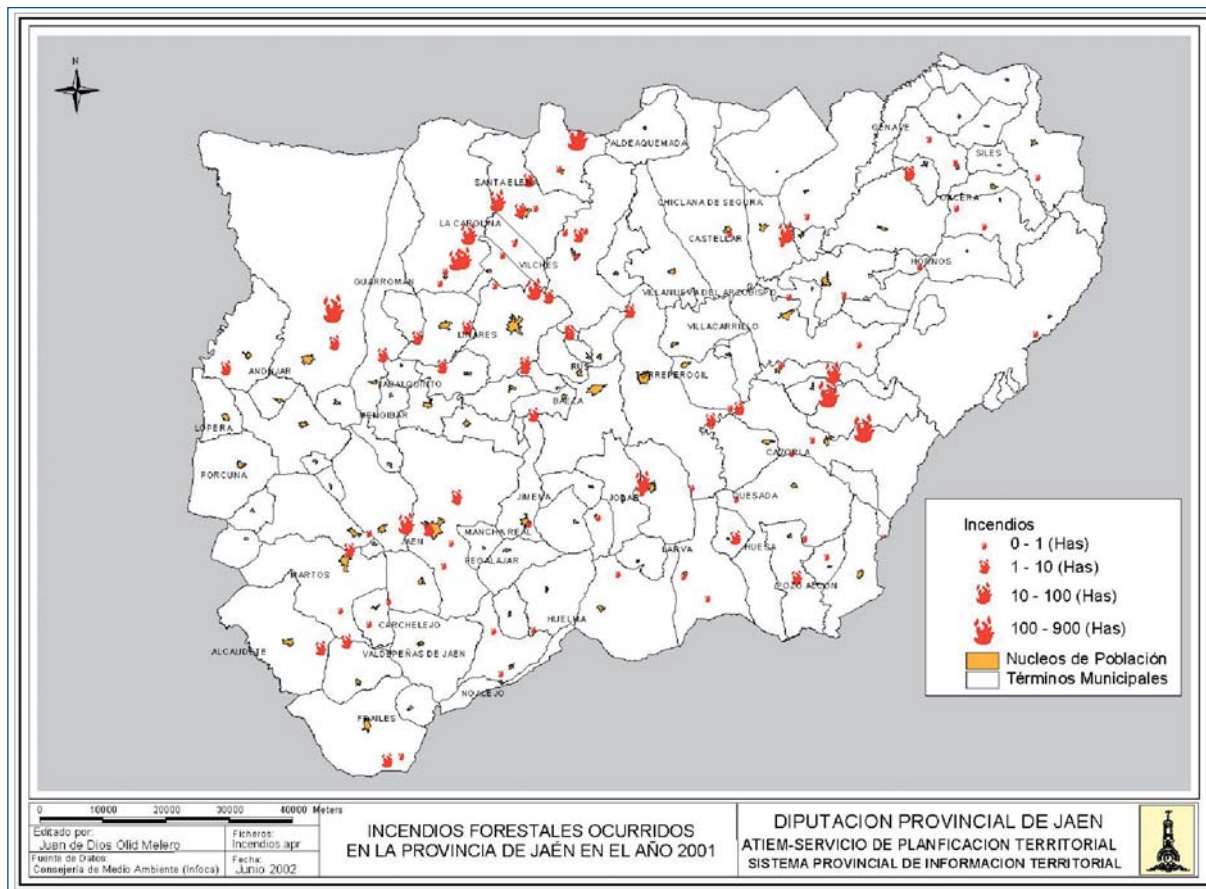 N
ALDEAQUEMADA
GENAVE
SILES
SANTA ELENA
ORCERA
CHICLANA DE SEGURA
LA CAROLINA
CASTELLAR
VILCHES
HORNOS
GUARROMAN
VILLANUEVA DEL ARZOBISPO
LINARES
VILLACARRILLO
ANDUJAR
RUS
TORREPEROGIL
JABALQUINTO
BAEZA
MENGIBAR
LOPERA
CAZORLA
PORCUNA
JIMENA
JODAR
QUESADA
JAEN
MANCHA REAL
LARVA
HUESA
PEGALAJAR
MARTOS
POZO ALCON
CARCHELEJO
HUELMA
ALCAUDETE
VALDEPEÑAS DE JAEN
NOALEJO
FRAILES
Incendios
0 - 1 (Has)
1 - 10 (Has)
10 - 100 (Has)
100 - 900 (Has)
Nucleos de Población
Términos Municipales
0 10000 20000 30000 40000 Meters
Editado por:
Juan de Dios Olid Melero
Fuente de Datos:
Consejería de Medio Ambiente (Infoca)
Ficheros:
Incendios.apr
Fecha:
Junio 2002
INCENDIOS FORESTALES OCURRIDOS
EN LA PROVINCIA DE JAÉN EN EL AÑO 2001
DIPUTACION PROVINCIAL DE JAEN
ATIEM-SERVICIO DE PLANIFICACION TERRITORIAL
SISTEMA PROVINCIAL DE INFORMACION TERRITORIAL